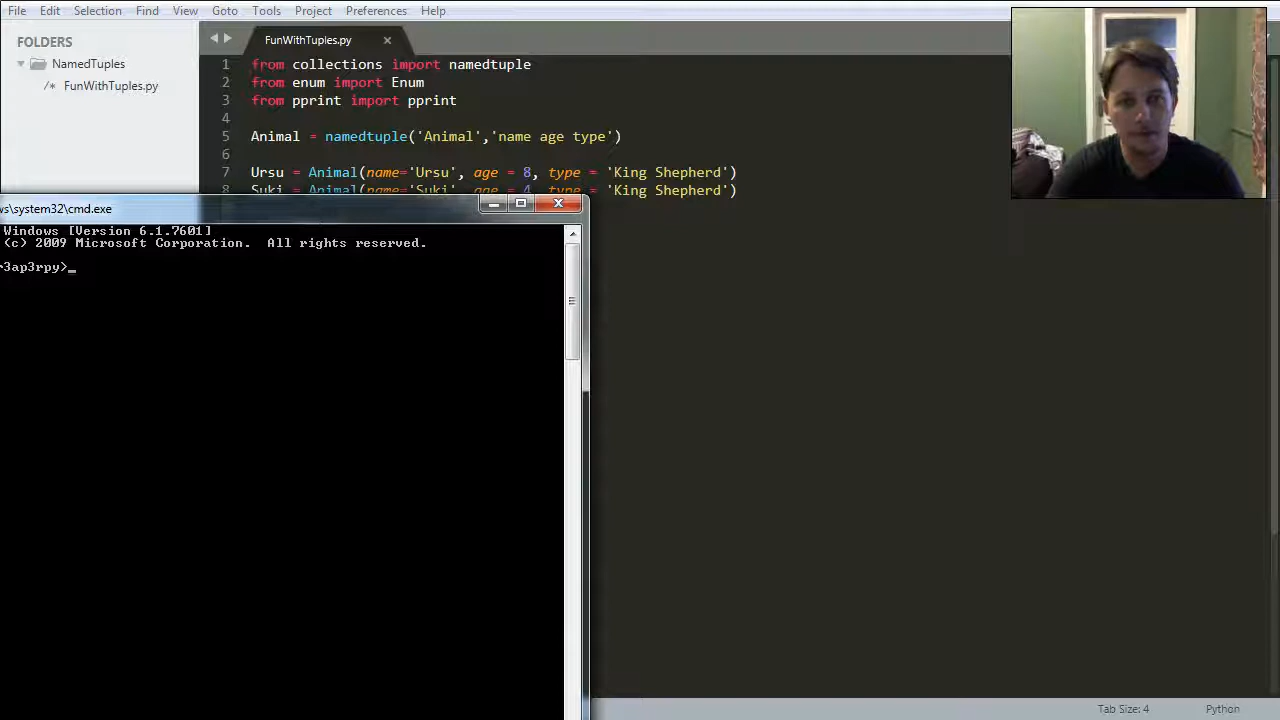 File Edit Selection Find View Goto Tools Project Preferences Help
FOLDERS
NamedTuples
/* FunWithTuples.py
FunWithTuples.py ×
1 from collections import namedtuple
2 from enum import Enum
3 from pprint import pprint
4
5 Animal = namedtuple('Animal','name age type')
6
7 Ursu = Animal(name='Ursu', age = 8, type = 'King Shepherd')
8 Suki = Animal(name='Suki', age = 4, type = 'King Shepherd')
ws\system32\cmd.exe
Windows [Version 6.1.7601]
(c) 2009 Microsoft Corporation. All rights reserved.
r3ap3rpy>_
Tab Size: 4 Python